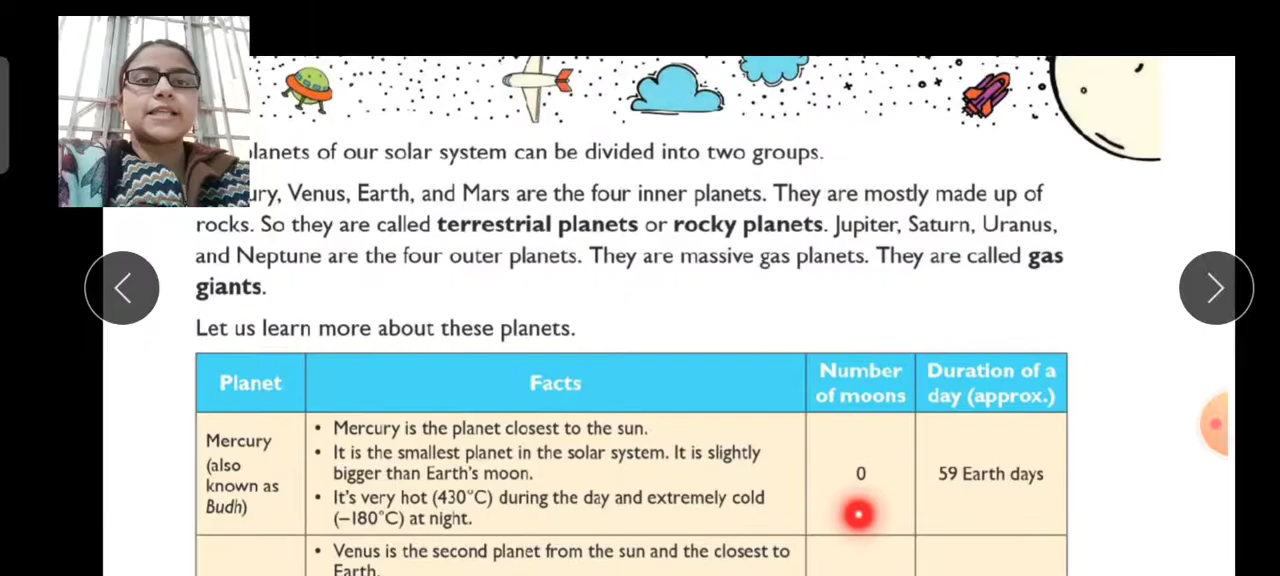 lanets of our solar system can be divided into two groups.
ury, Venus, Earth, and Mars are the four inner planets. They are mostly made up of
rocks. So they are called terrestrial planets or rocky planets. Jupiter, Saturn, Uranus,
and Neptune are the four outer planets. They are massive gas planets. They are called gas
giants.
Let us learn more about these planets.
Planet
Facts
Number
of moons
Duration of a
day (approx.)
Mercury
(also
known as
Budh)
• Mercury is the planet closest to the sun.
• It is the smallest planet in the solar system. It is slightly
bigger than Earth's moon.
• It's very hot (430°C) during the day and extremely cold
(−180°C) at night.
0
59 Earth days
• Venus is the second planet from the sun and the closest to
Earth.